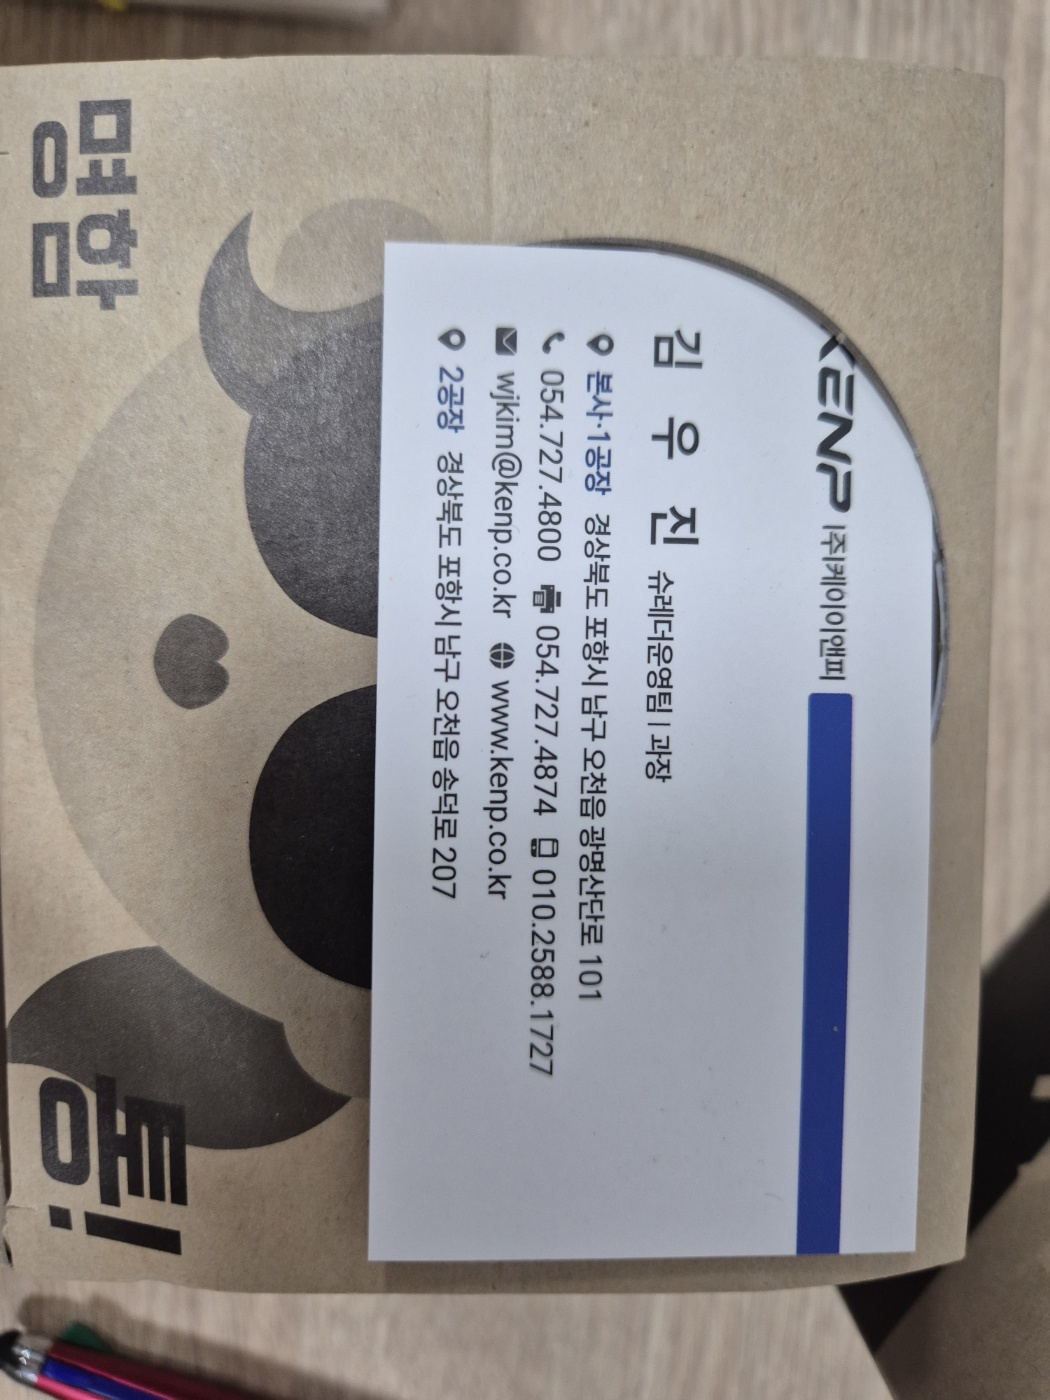 명함
KENP (주)케이이앤피
김우진 슈레더운영팀 | 과장
본사·1공장 경상북도 포항시 남구 오천읍 광명산단로 101
054.727.4800 054.727.4874 010.2588.1727
wjkim@kenp.co.kr www.kenp.co.kr
2공장 경상북도 포항시 남구 오천읍 송덕로 207
통!